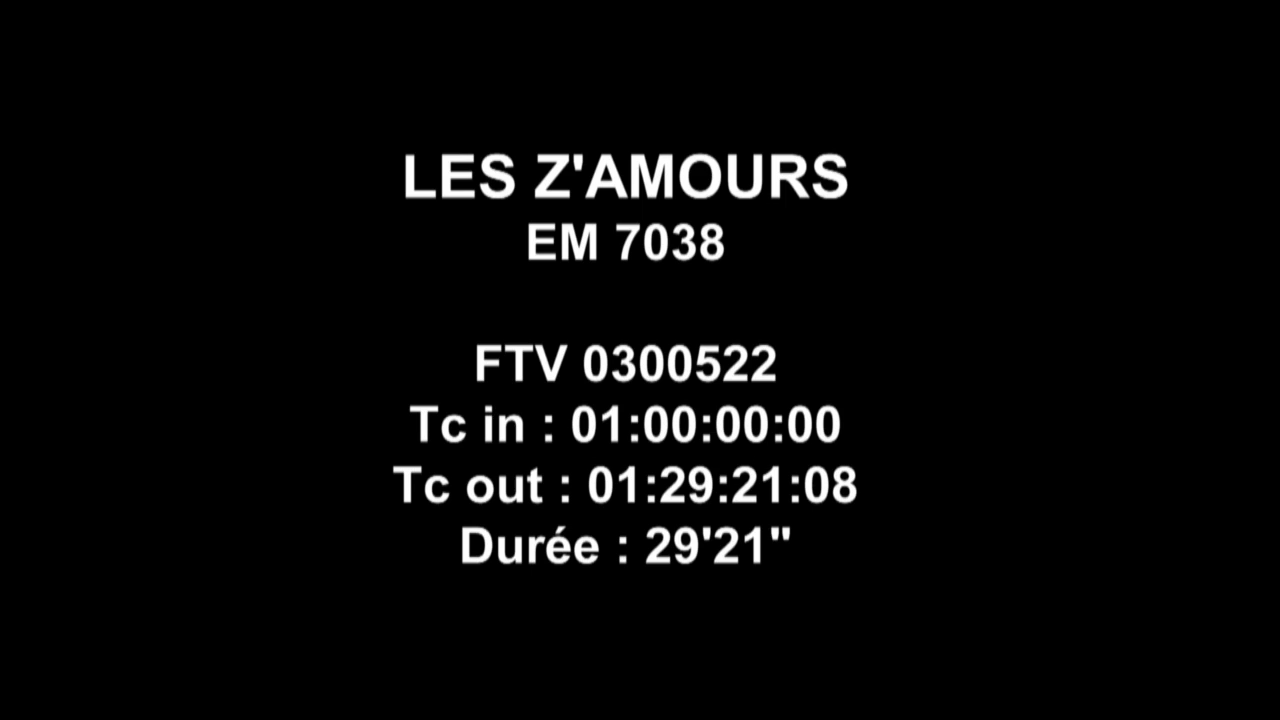 LES Z'AMOURS
EM 7038
FTV 0300522
Tc in : 01:00:00:00
Tc out : 01:29:21:08
Durée : 29'21"